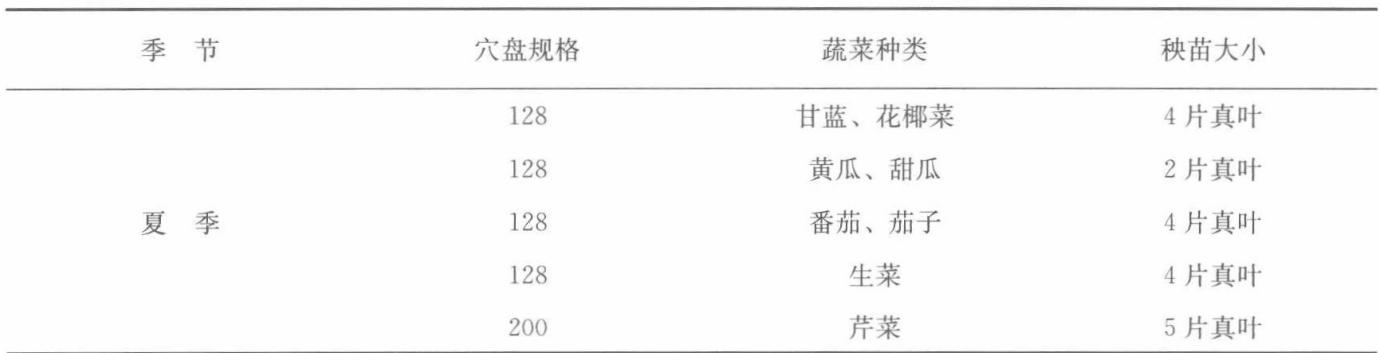 季 节 穴盘规格 蔬菜种类 秧苗大小
128 甘蓝、花椰菜 4 片真叶
128 黄瓜、甜瓜 2 片真叶
夏 季 128 番茄、茄子 4 片真叶
128 生菜 4 片真叶
200 芹菜 5 片真叶